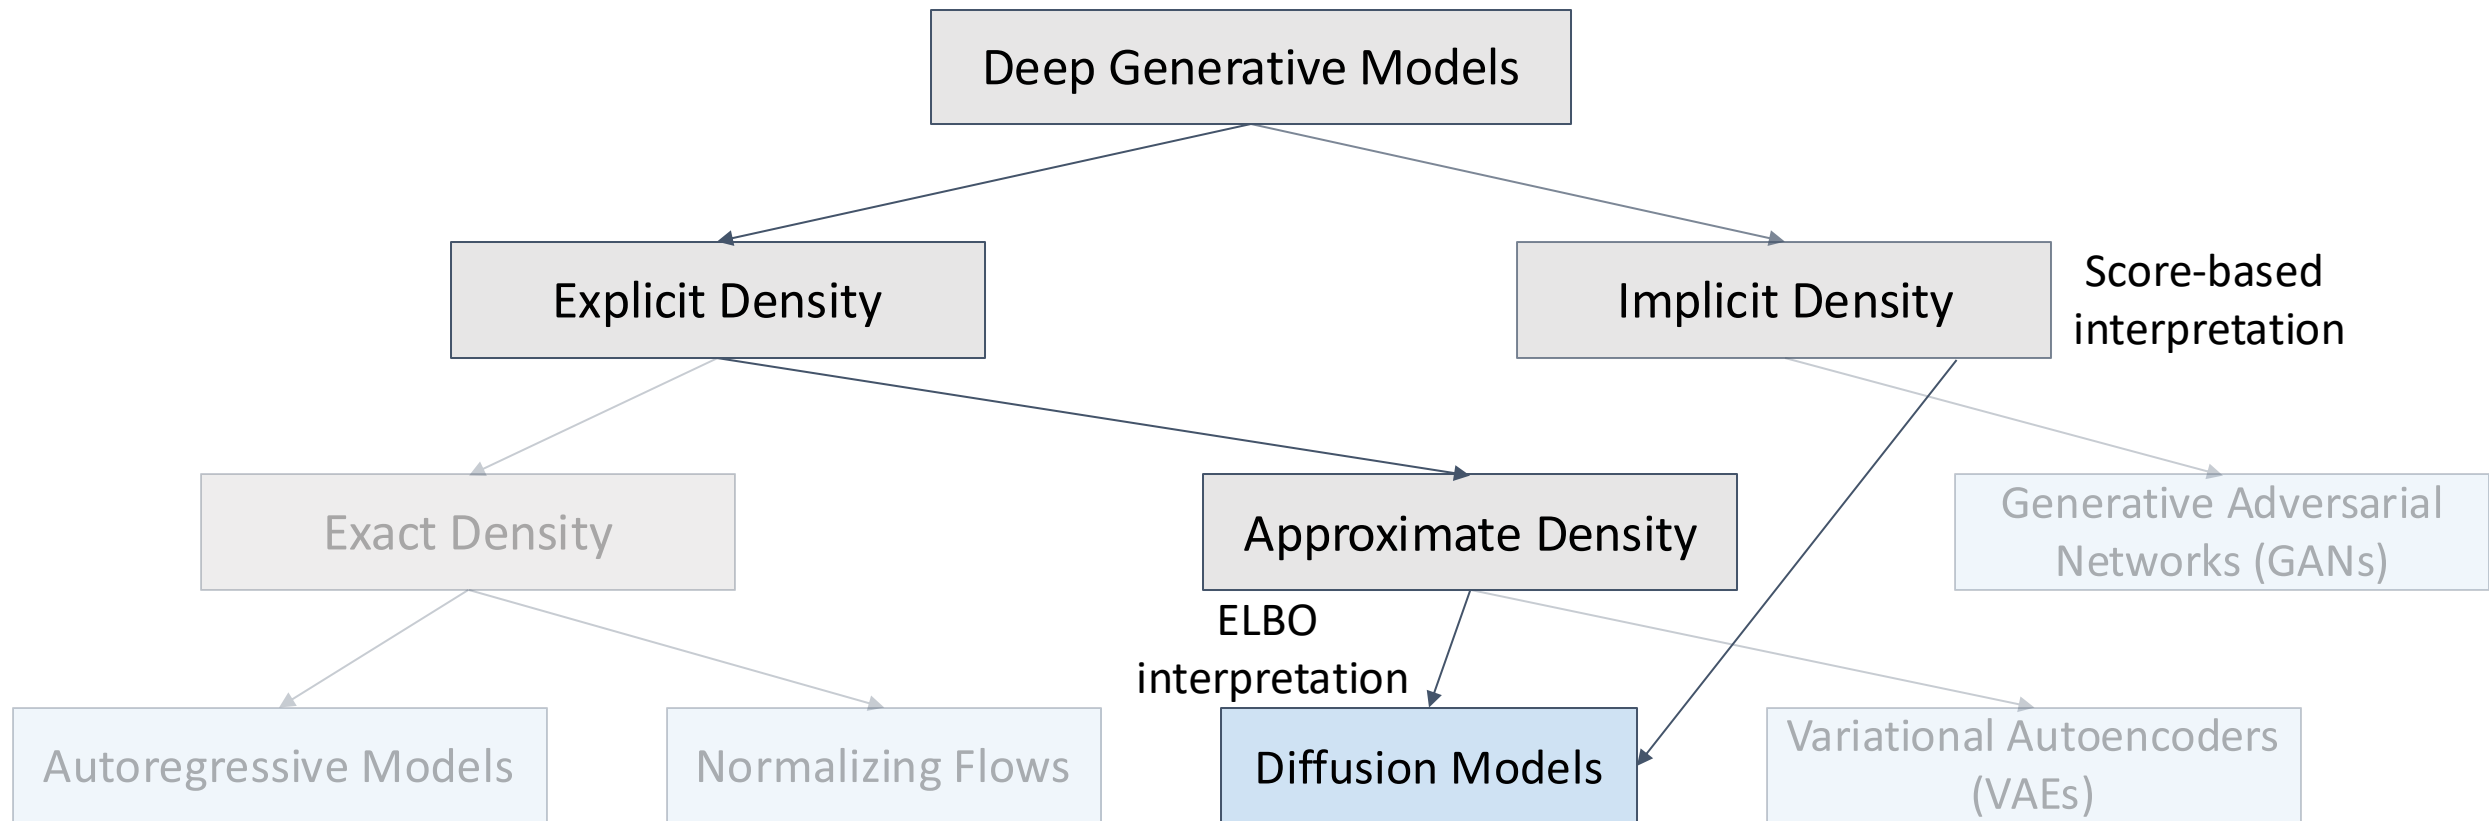 Deep Generative Models
Explicit Density
Implicit Density
Score-based
interpretation
Exact Density
Approximate Density
Generative Adversarial
Networks (GANs)
ELBO
interpretation
Autoregressive Models
Normalizing Flows
Diffusion Models
Variational Autoencoders
(VAEs)